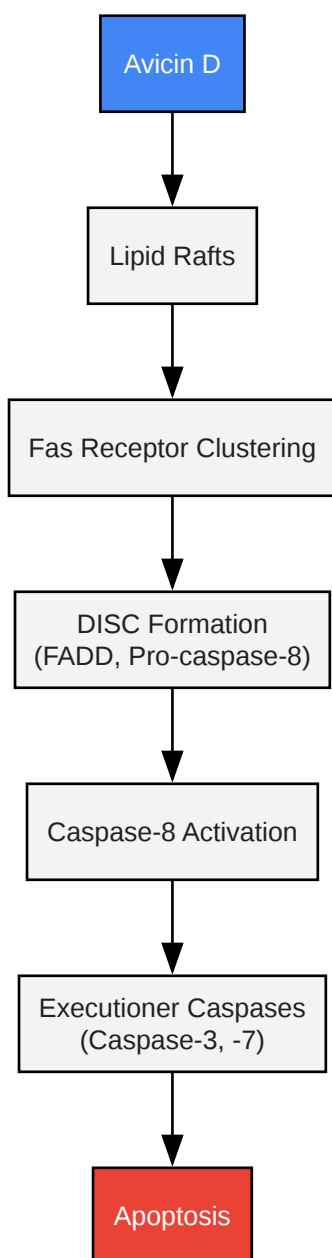 Avicin D
Lipid Rafts
Fas Receptor Clustering
DISC Formation
(FADD, Pro-caspase-8)
Caspase-8 Activation
Executioner Caspases
(Caspase-3, -7)
Apoptosis